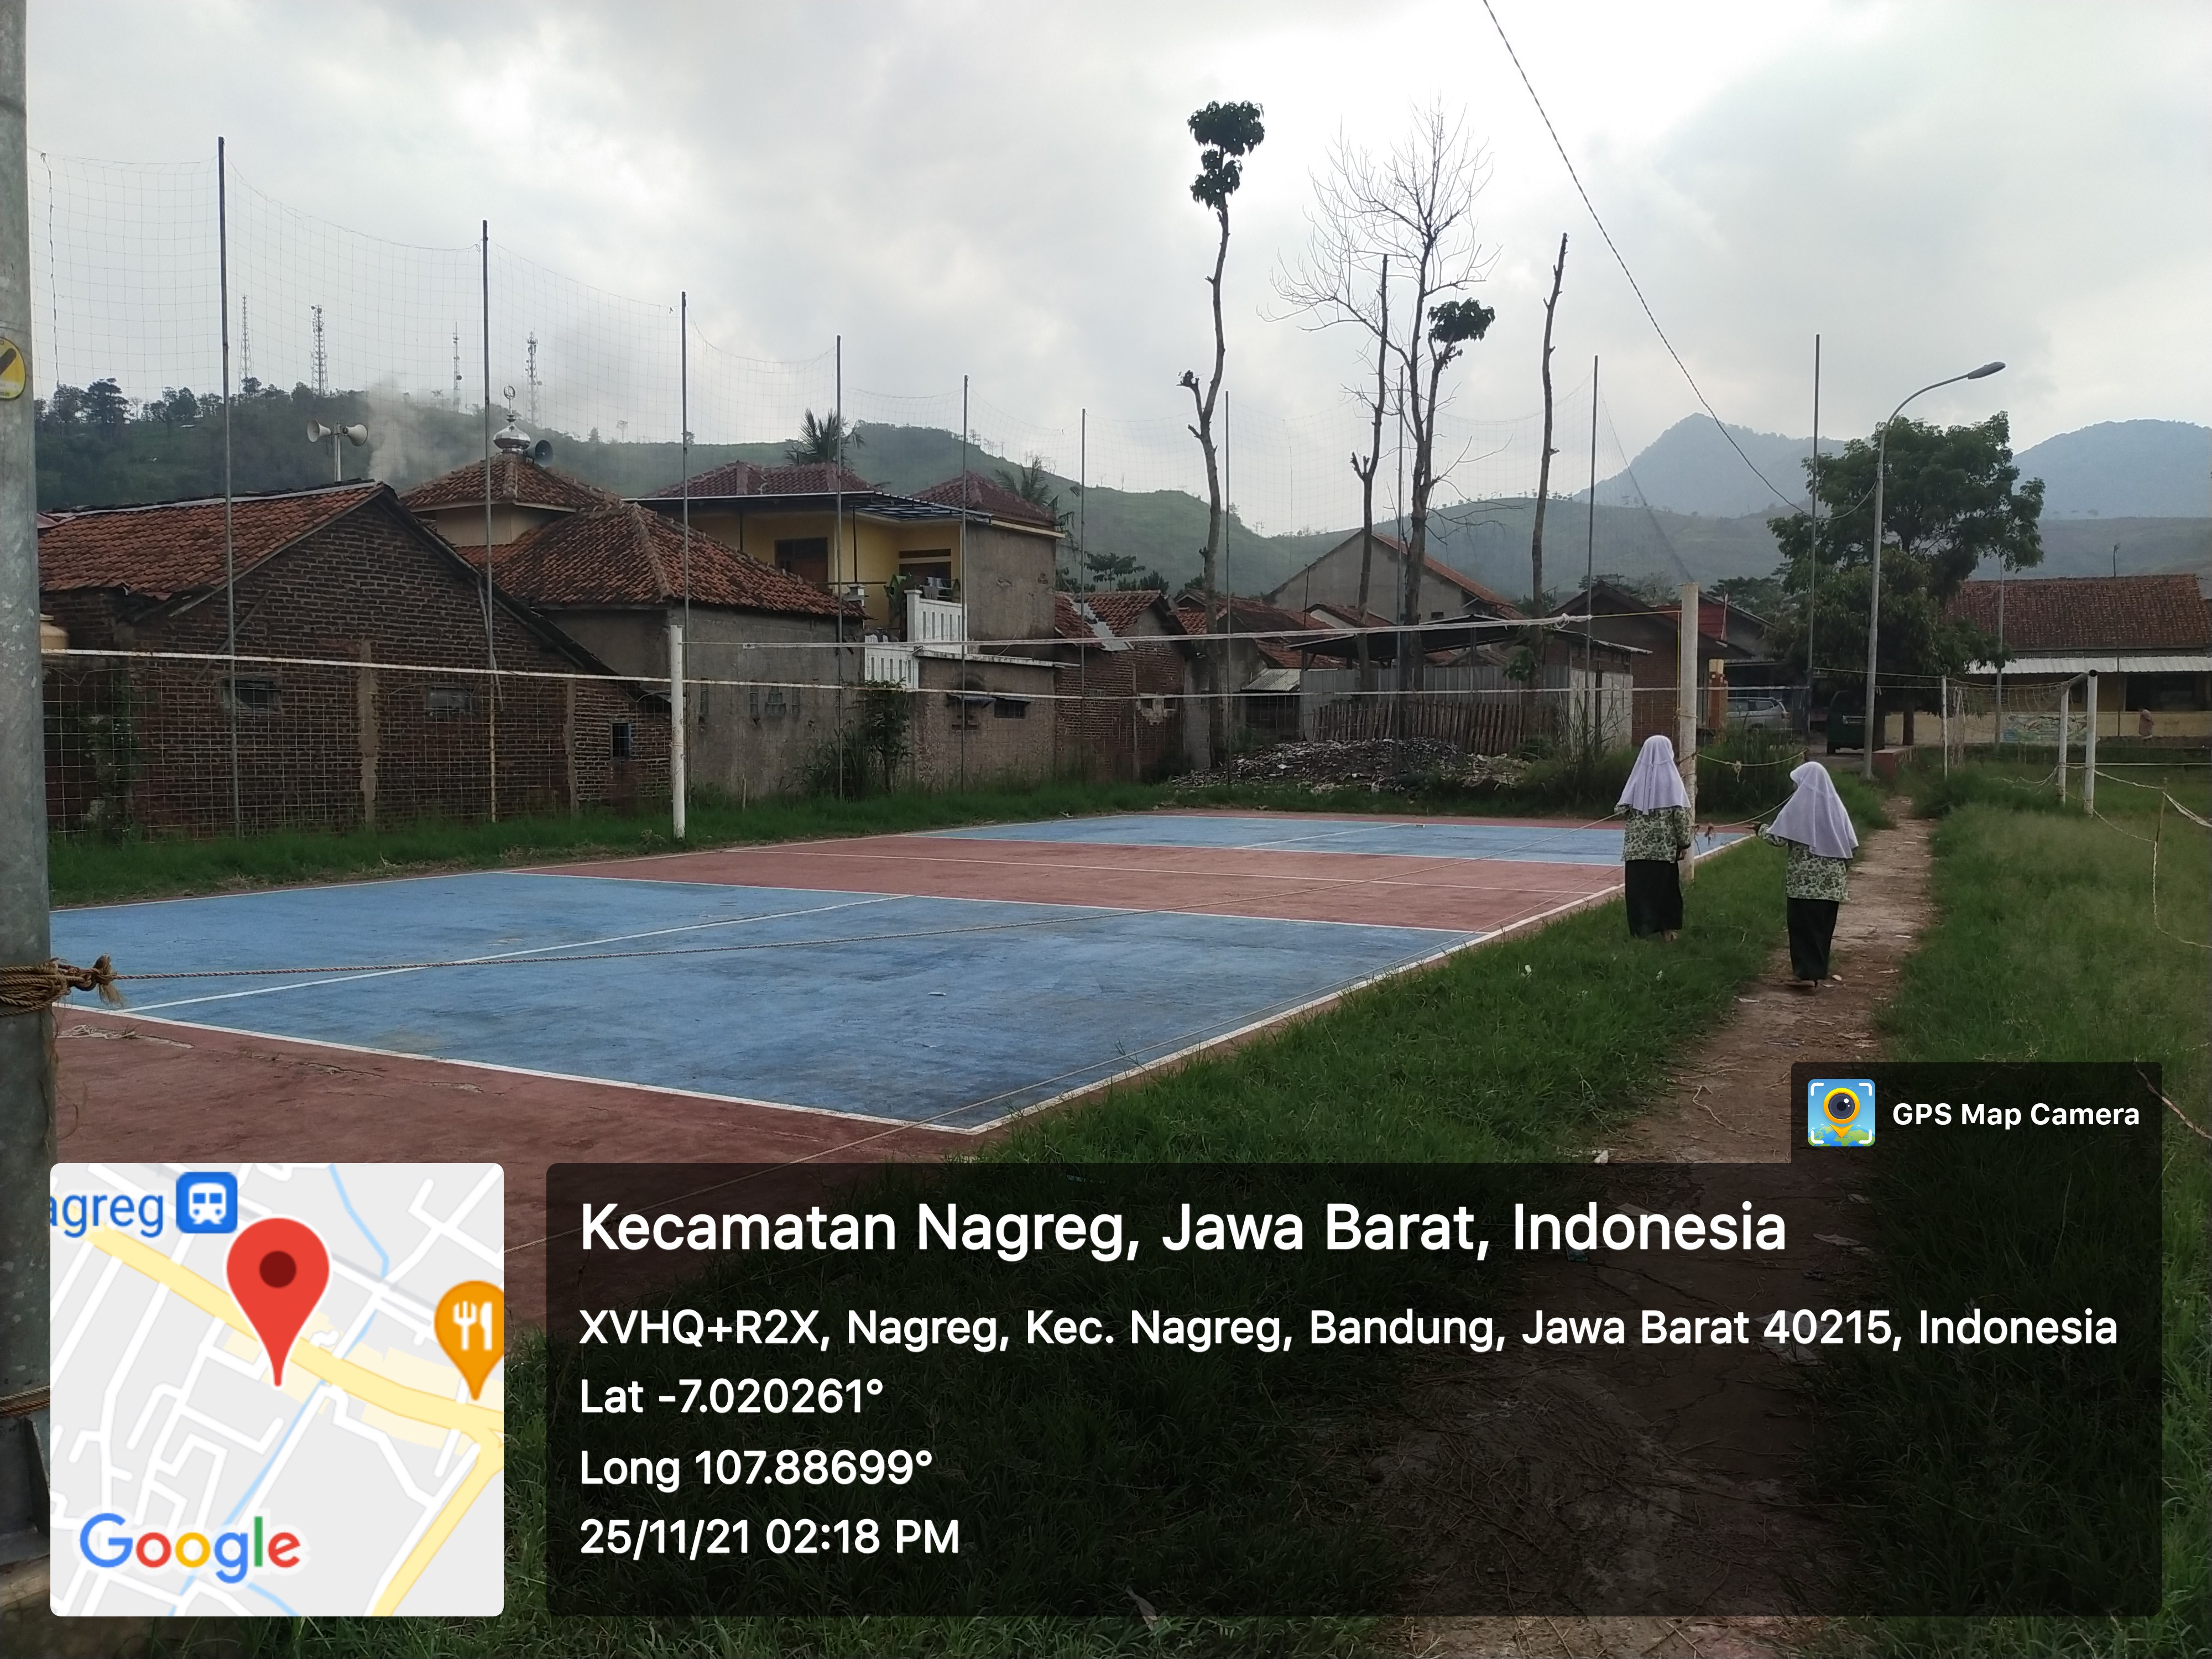 agreg
Google
GPS Map Camera
Kecamatan Nagreg, Jawa Barat, Indonesia
XVHQ+R2X, Nagreg, Kec. Nagreg, Bandung, Jawa Barat 40215, Indonesia
Lat -7.020261°
Long 107.88699°
25/11/21 02:18 PM